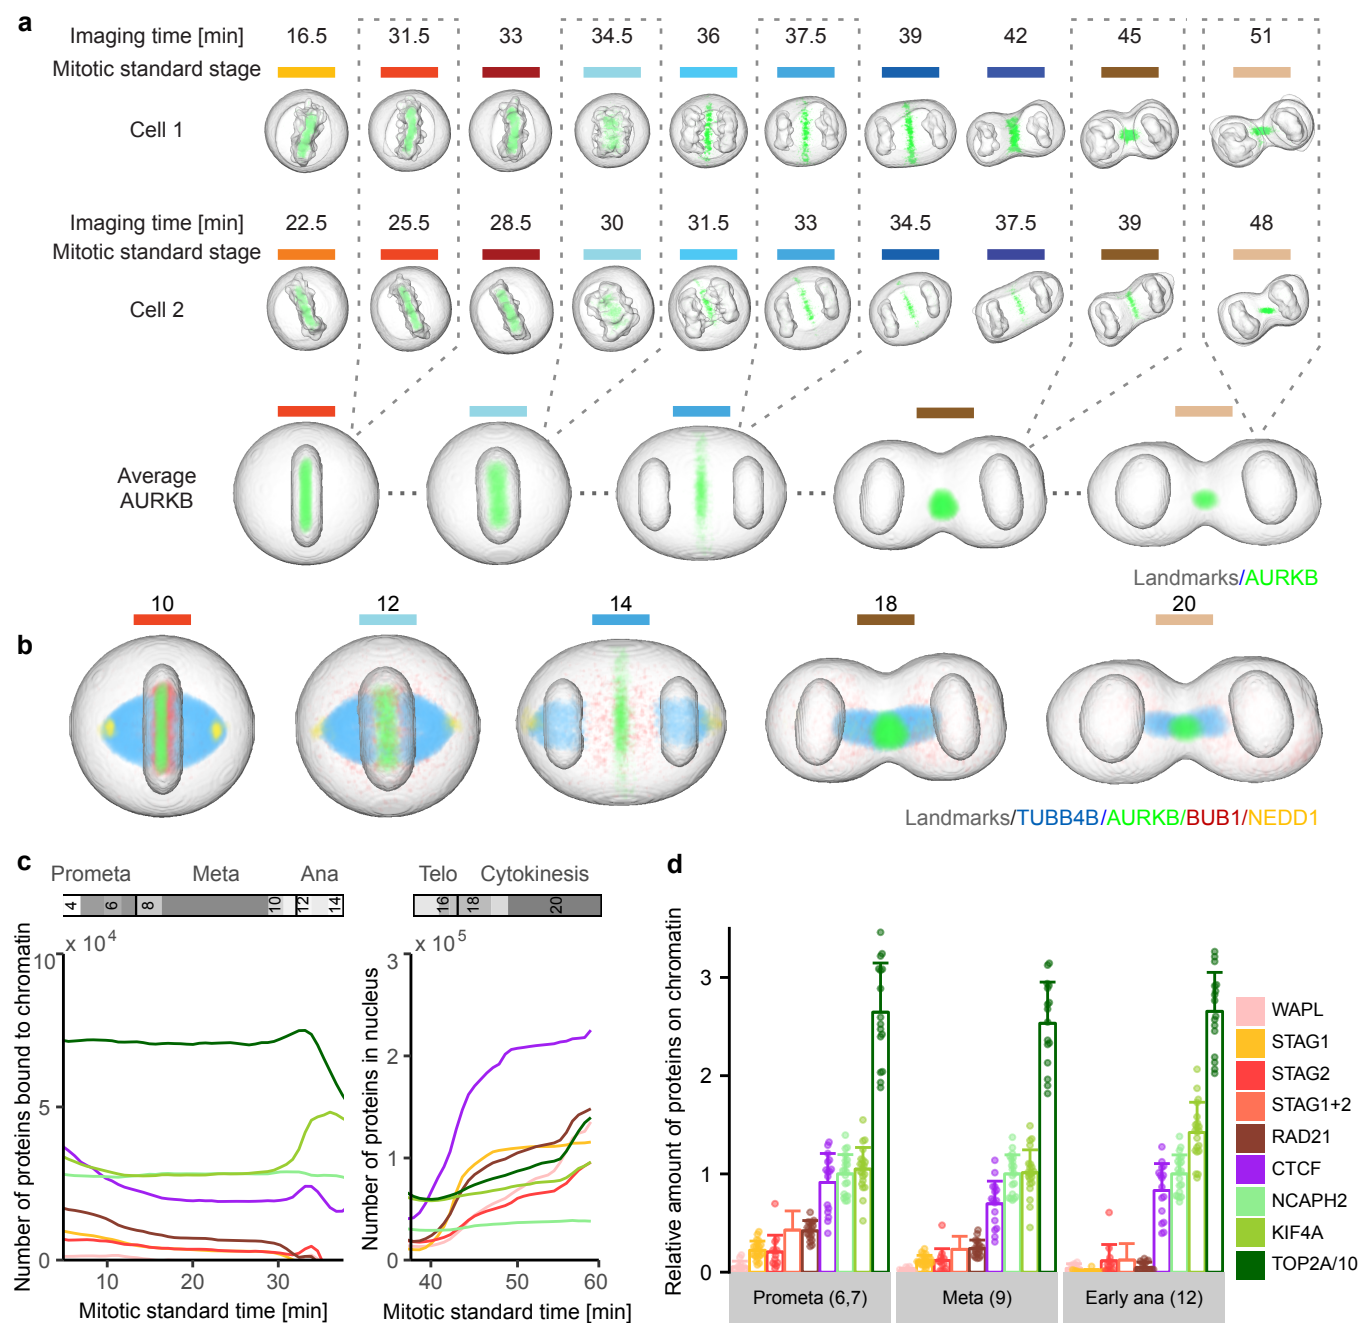 a
Imaging time [min] 16.5 31.5 33 34.5 36 37.5 39 42 45 51
Mitotic standard stage
Cell 1
Imaging time [min] 22.5 25.5 28.5 30 31.5 33 34.5 37.5 39 48
Mitotic standard stage
Cell 2
Average
AURKB
Landmarks/AURKB
b
10 12 14 18 20
Landmarks/TUBB4B/AURKB/BUB1/NEDD1
c
Prometa Meta Ana
4 6 8 10 12 14
x 10^4
Number of proteins bound to chromatin
10
5
0
10 20 30
Mitotic standard time [min]
Telo Cytokinesis
16 18 20
x 10^5
Number of proteins in nucleus
3
2
1
0
40 50 60
Mitotic standard time [min]
d
Relative amount of proteins on chromatin
3
2
1
0
Prometa (6,7) Meta (9) Early ana (12)
WAPL
STAG1
STAG2
STAG1+2
RAD21
CTCF
NCAPH2
KIF4A
TOP2A/10